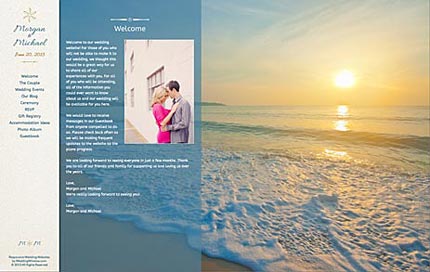 Morgan
&
Michael
June 20, 2015
Welcome
The Couple
Wedding Events
Our Blog
Ceremony
RSVP
Gift Registry
Accommodation Ideas
Photo Album
Guestbook
M M
Welcome
Welcome to our wedding
website! For those of you who
will not be able to make it to
our wedding, we thought this
would be a great way for us
to share all of our
experiences with you. For all
of you who will be attending,
all of the information you
could ever want to know
about us and our wedding will
be available to you!
We would love to receive
messages in our Guestbook
from anyone compelled to do
so. Please check back often as
we will be making frequent
updates to the website as the
plans progress.
We are looking forward to seeing everyone in just a few months. Thank
you to all of our friends and family for supporting us and loving us over
the years.
Love,
Morgan and Michael
We're really looking forward to seeing you!
Love,
Morgan and Michael